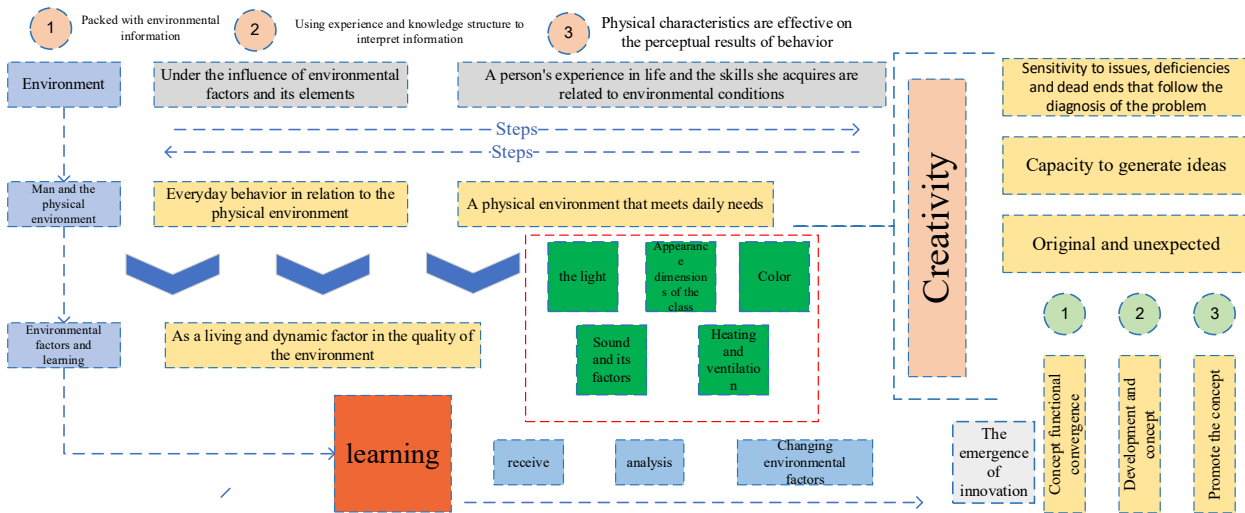 1
Packed with environmental
information
2
Using experience and knowledge structure to
interpret information
3
Physical characteristics are effective on
the perceptual results of behavior
Environment
Under the influence of environmental
factors and its elements
A person's experience in life and the skills she acquires are
related to environmental conditions
Steps
Steps
Man and the
physical
environment
Everyday behavior in relation to the
physical environment
A physical environment that meets daily needs
the light
Appearanc
e
dimension
s of the
class
Color
Sound
and its
factors
Heating
and
ventilatio
n
Environmental
factors and
learning
As a living and dynamic factor in the quality of
the environment
learning
receive
analysis
Changing
environmental
factors
Creativity
Sensitivity to issues, deficiencies
and dead ends that follow the
diagnosis of the problem
Capacity to generate ideas
Original and unexpected
1
2
3
The
emergence
of
innovation
Concept functional
convergence
Development and
concept
Promote the concept